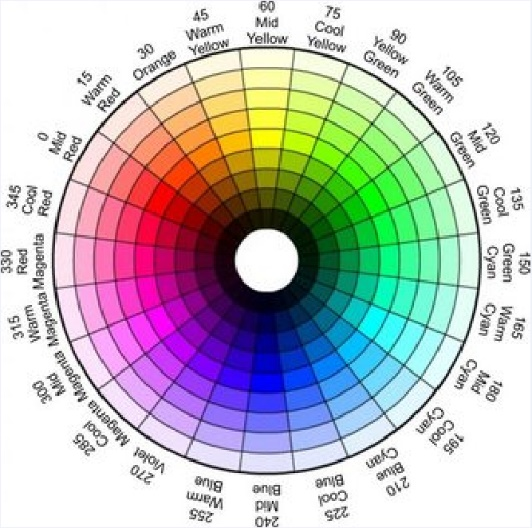 60
Mid
Yellow
75
Cool
Yellow
90
Yellow
Green
105
Warm
Green
120
Mid
Green
135
Cool
Green
150
Green
Cyan
165
Warm
Cyan
180
Mid
Cyan
195
Cool
Cyan
210
Blue
Cyan
225
Cool
Blue
240
Mid
Blue
255
Warm
Blue
270
Violet
285
Cool
Magenta
300
Mid
Magenta
315
Warm
Magenta
330
Red
Magenta
345
Cool
Red
0
Mid
Red
15
Warm
Red
30
Orange
45
Warm
Yellow